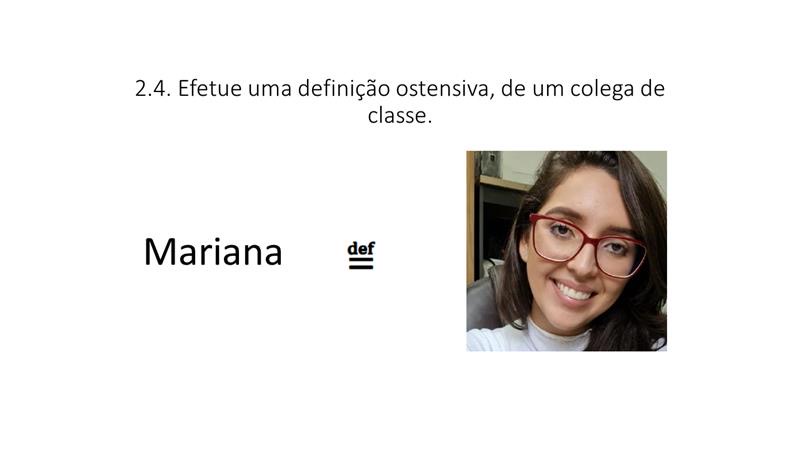 2.4. Efetue uma definição ostensiva, de um colega de
classe.
Mariana
def